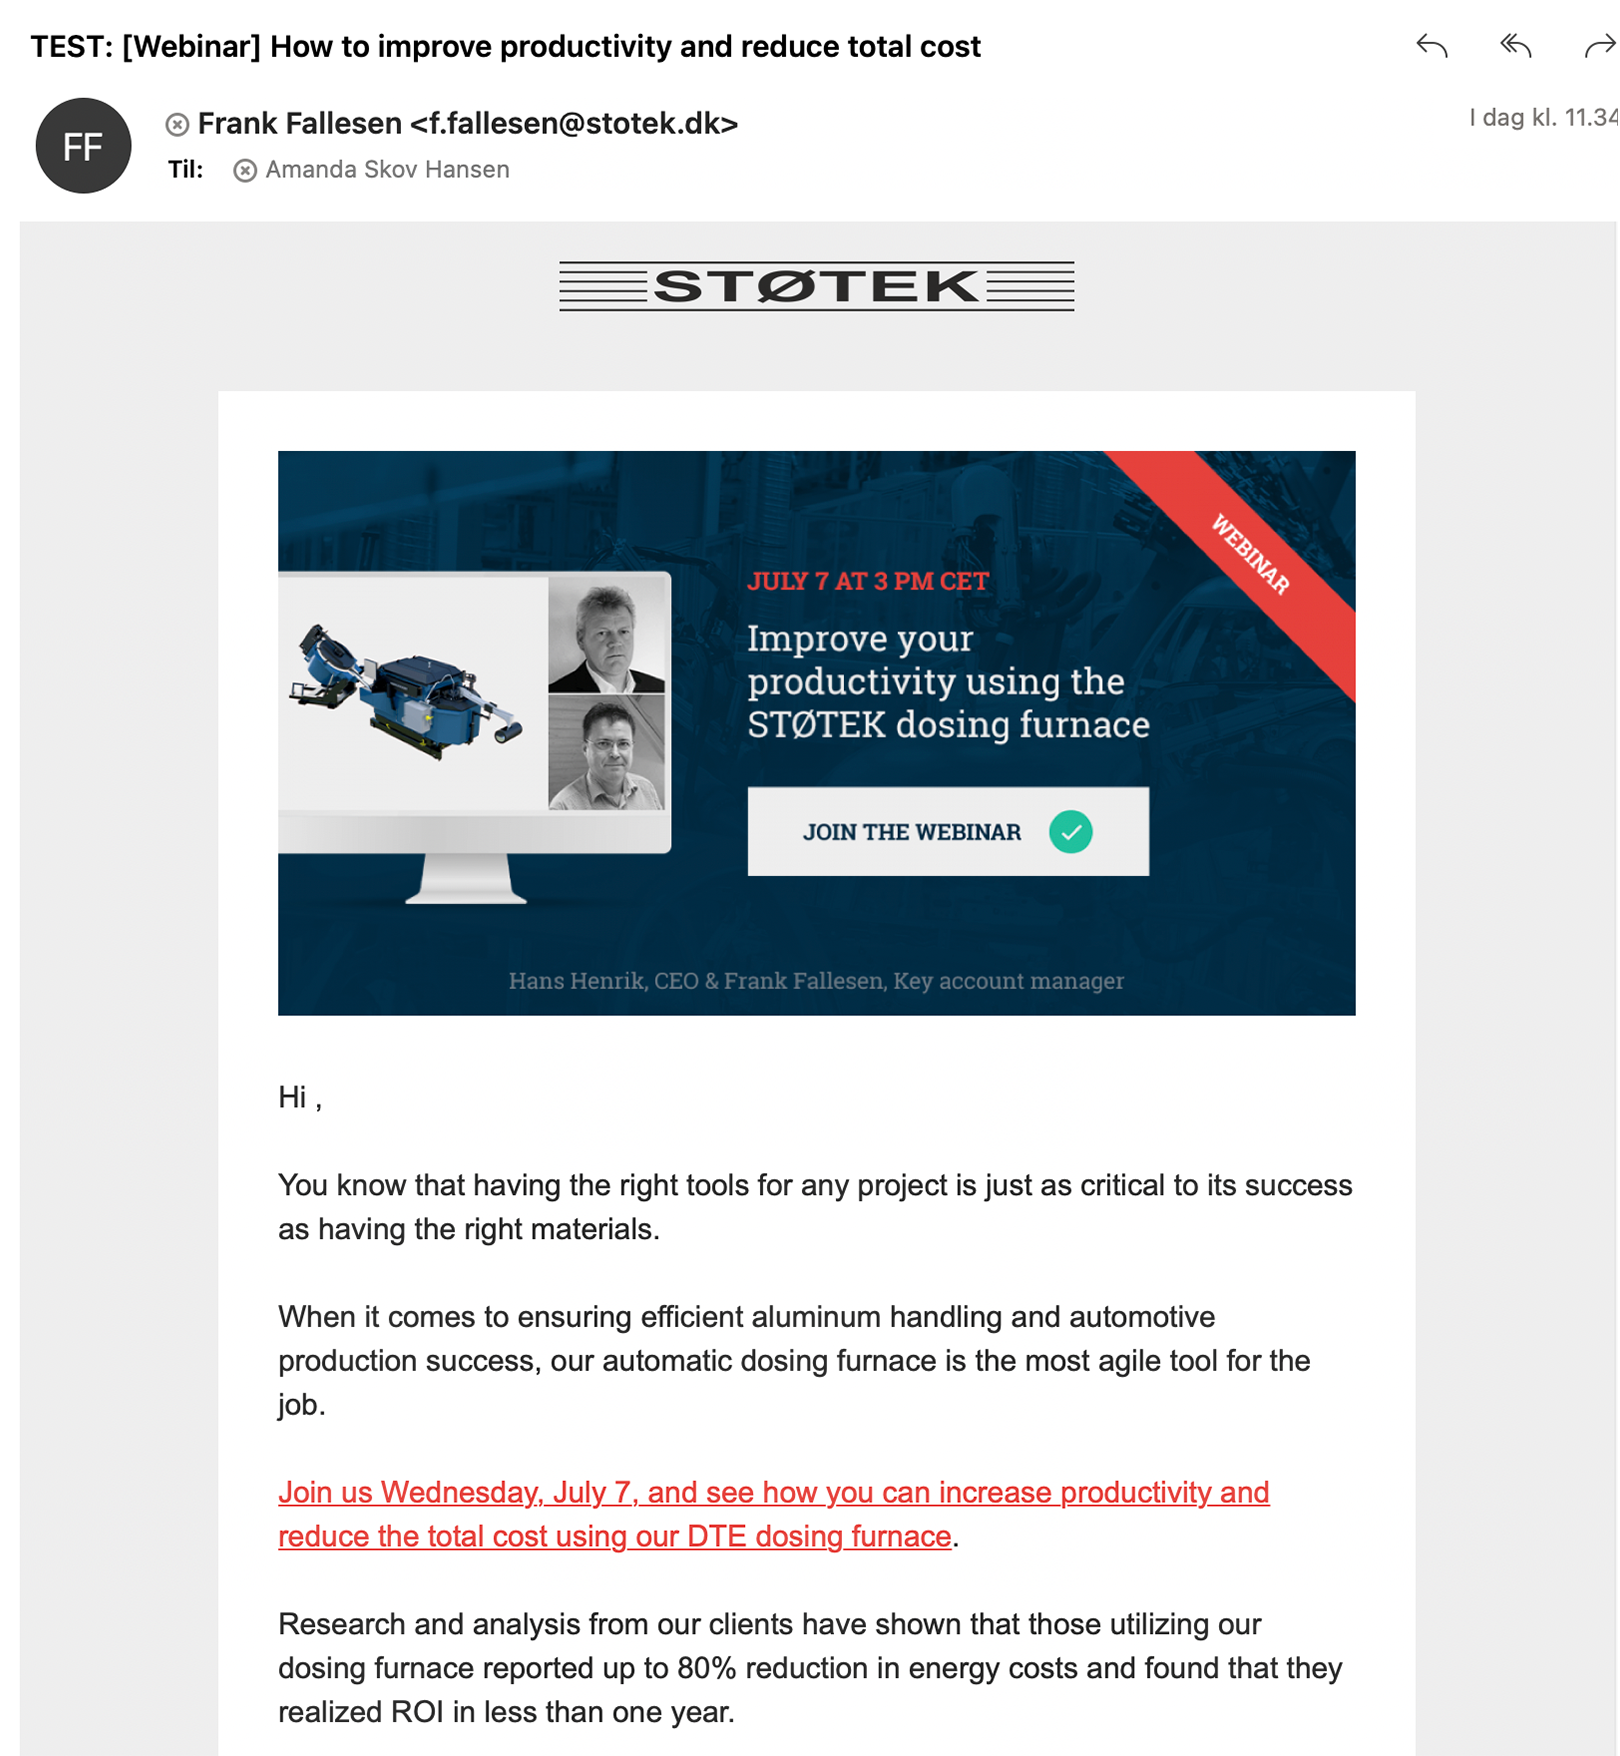 TEST: [Webinar] How to improve productivity and reduce total cost
FF
Frank Fallesen <f.fallesen@stotek.dk>
I dag kl. 11.34
Til: Amanda Skov Hansen
STØTEK
WEBINAR
JULY 7 AT 3 PM CET
Improve your
productivity using the
STØTEK dosing furnace
JOIN THE WEBINAR
Hans Henrik, CEO & Frank Fallesen, Key account manager
Hi ,
You know that having the right tools for any project is just as critical to its success
as having the right materials.
When it comes to ensuring efficient aluminum handling and automotive
production success, our automatic dosing furnace is the most agile tool for the
job.
Join us Wednesday, July 7, and see how you can increase productivity and
reduce the total cost using our DTE dosing furnace.
Research and analysis from our clients have shown that those utilizing our
dosing furnace reported up to 80% reduction in energy costs and found that they
realized ROI in less than one year.